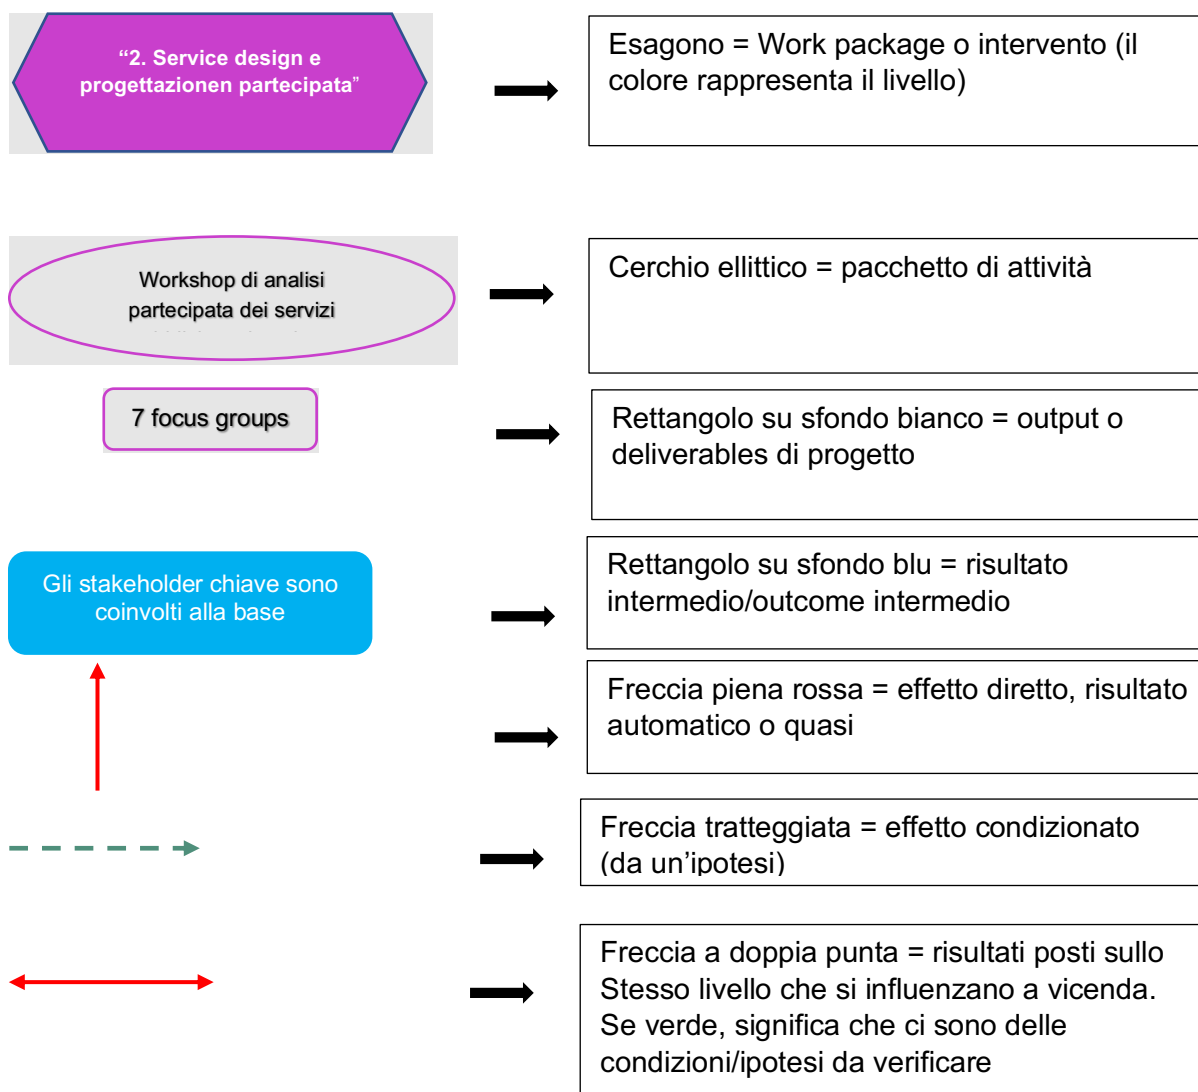 “2. Service design e
progettazionen partecipata”
Esagono = Work package o intervento (il
colore rappresenta il livello)
Workshop di analisi
partecipata dei servizi
Cerchio ellittico = pacchetto di attività
7 focus groups
Rettangolo su sfondo bianco = output o
deliverables di progetto
Gli stakeholder chiave sono
coinvolti alla base
Rettangolo su sfondo blu = risultato
intermedio/outcome intermedio
Freccia piena rossa = effetto diretto, risultato
automatico o quasi
Freccia tratteggiata = effetto condizionato
(da un’ipotesi)
Freccia a doppia punta = risultati posti sullo
Stesso livello che si influenzano a vicenda.
Se verde, significa che ci sono delle
condizioni/ipotesi da verificare